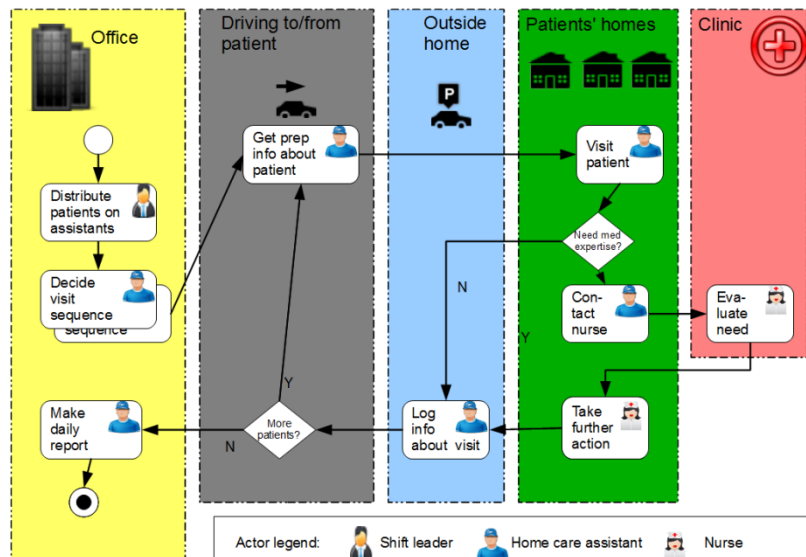 Office
Driving to/from
patient
Outside
home
Patients' homes
Clinic
P
Get prep
info about
patient
Visit
patient
Distribute
patients on
assistants
Need med
expertise?
Decide
visit
sequence
sequence
N
Con-
tact
nurse
Eva-
luate
need
Y
Y
Make
daily
report
N
More
patients?
Log
info
about visit
Take
further
action
Actor legend:
Shift leader
Home care assistant
Nurse